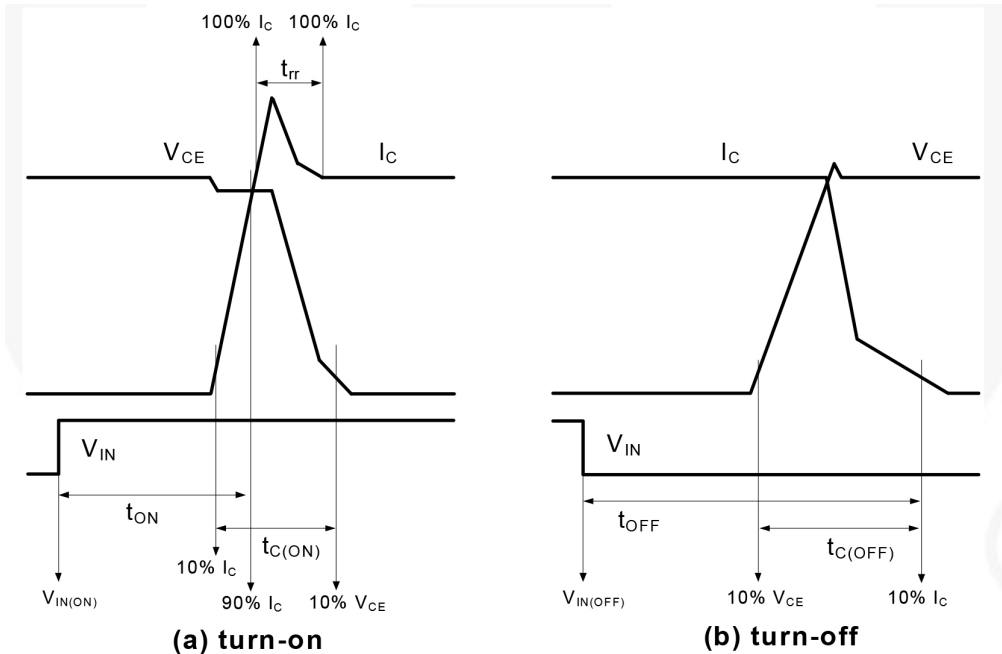 100% IC 100% IC
trr
VCE IC
VIN
tON
tC(ON)
10% IC
VIN(ON) 90% IC 10% VCE
(a) turn-on
IC VCE
VIN
tOFF
tC(OFF)
VIN(OFF) 10% VCE 10% IC
(b) turn-off